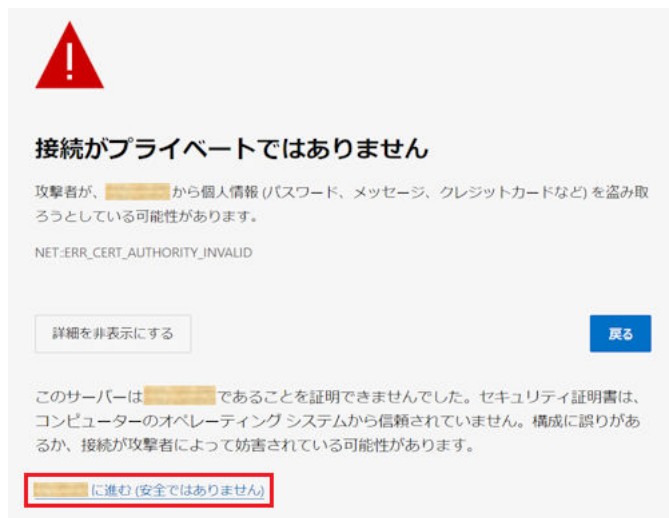 接続がプライベートではありません
攻撃者が、から個人情報 (パスワード、メッセージ、クレジットカードなど) を盗み取
ろうとしている可能性があります。
NET::ERR_CERT_AUTHORITY_INVALID
詳細を非表示にする
戻る
このサーバーはであることを証明できませんでした。セキュリティ証明書は、
コンピューターのオペレーティング システムから信頼されていません。構成に誤りがあ
るか、接続が攻撃者によって妨害されている可能性があります。
に進む (安全ではありません)